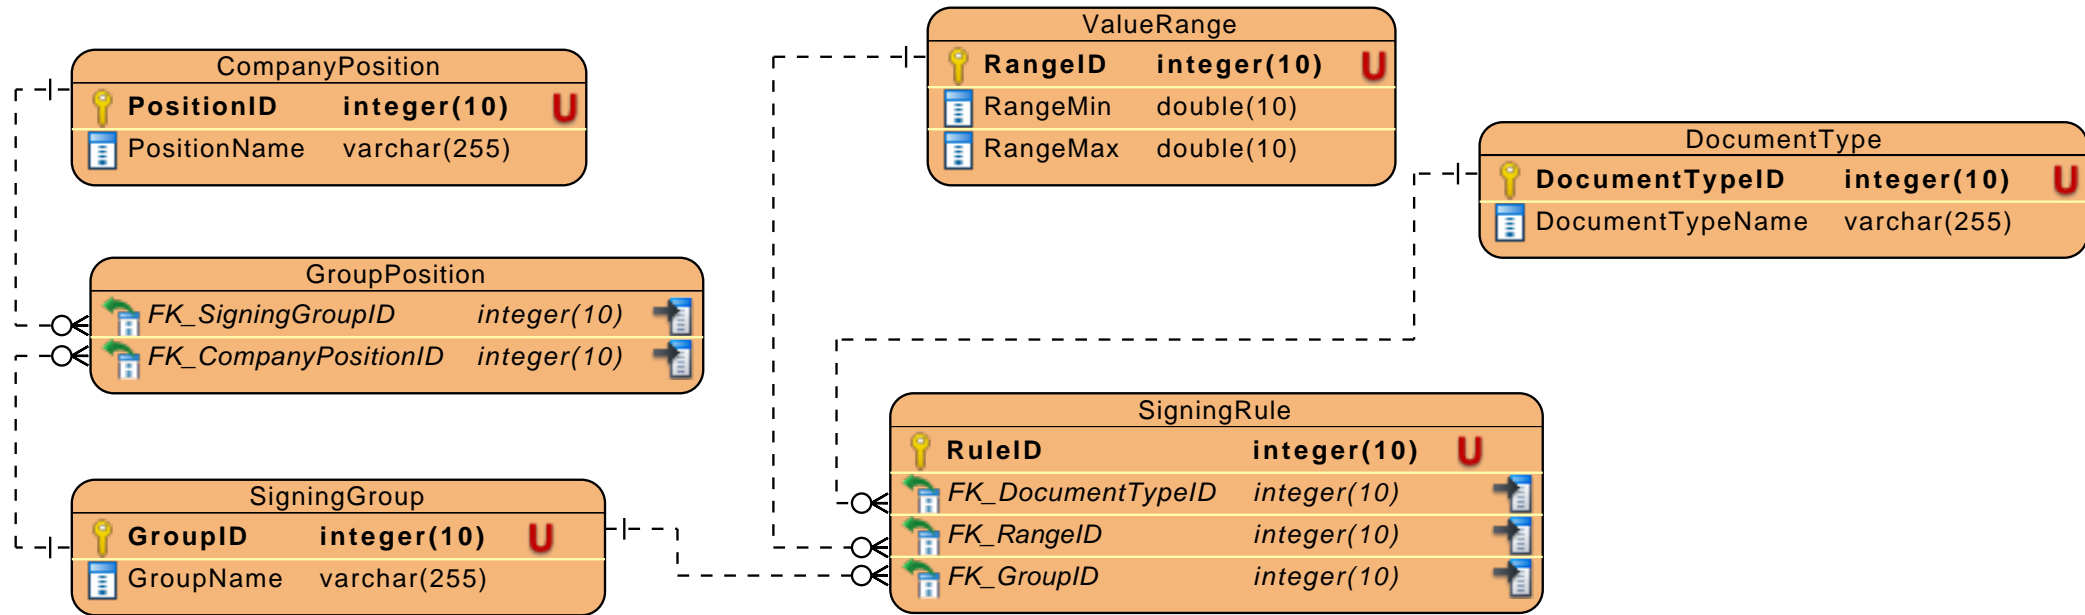 CompanyPosition
PositionID integer(10) U
PositionName varchar(255)
GroupPosition
FK_SigningGroupID integer(10)
FK_CompanyPositionID integer(10)
SigningGroup
GroupID integer(10) U
GroupName varchar(255)
ValueRange
RangeID integer(10) U
RangeMin double(10)
RangeMax double(10)
DocumentType
DocumentTypeID integer(10) U
DocumentTypeName varchar(255)
SigningRule
RuleID integer(10) U
FK_DocumentTypeID integer(10)
FK_RangeID integer(10)
FK_GroupID integer(10)